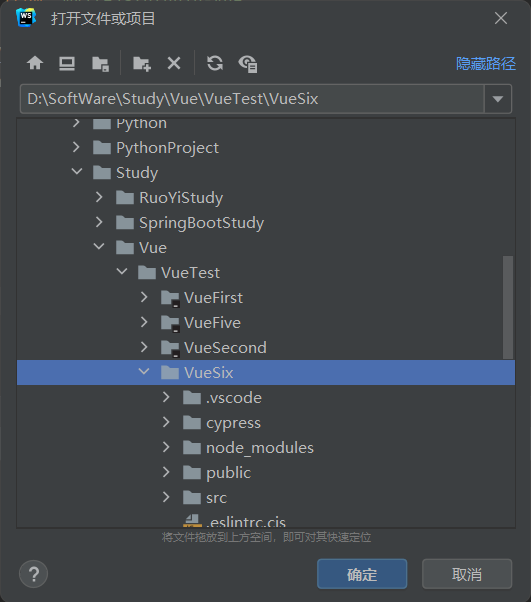 WS 打开文件或项目
隐藏路径
D:\SoftWare\Study\Vue\VueTest\VueSix
Python
PythonProject
Study
RuoYiStudy
SpringBootStudy
Vue
VueTest
VueFirst
VueFive
VueSecond
VueSix
.vscode
cypress
node_modules
public
src
.eslintrc.cjs
将文件拖放到上方空间，即可对其快速定位
?
确定
取消